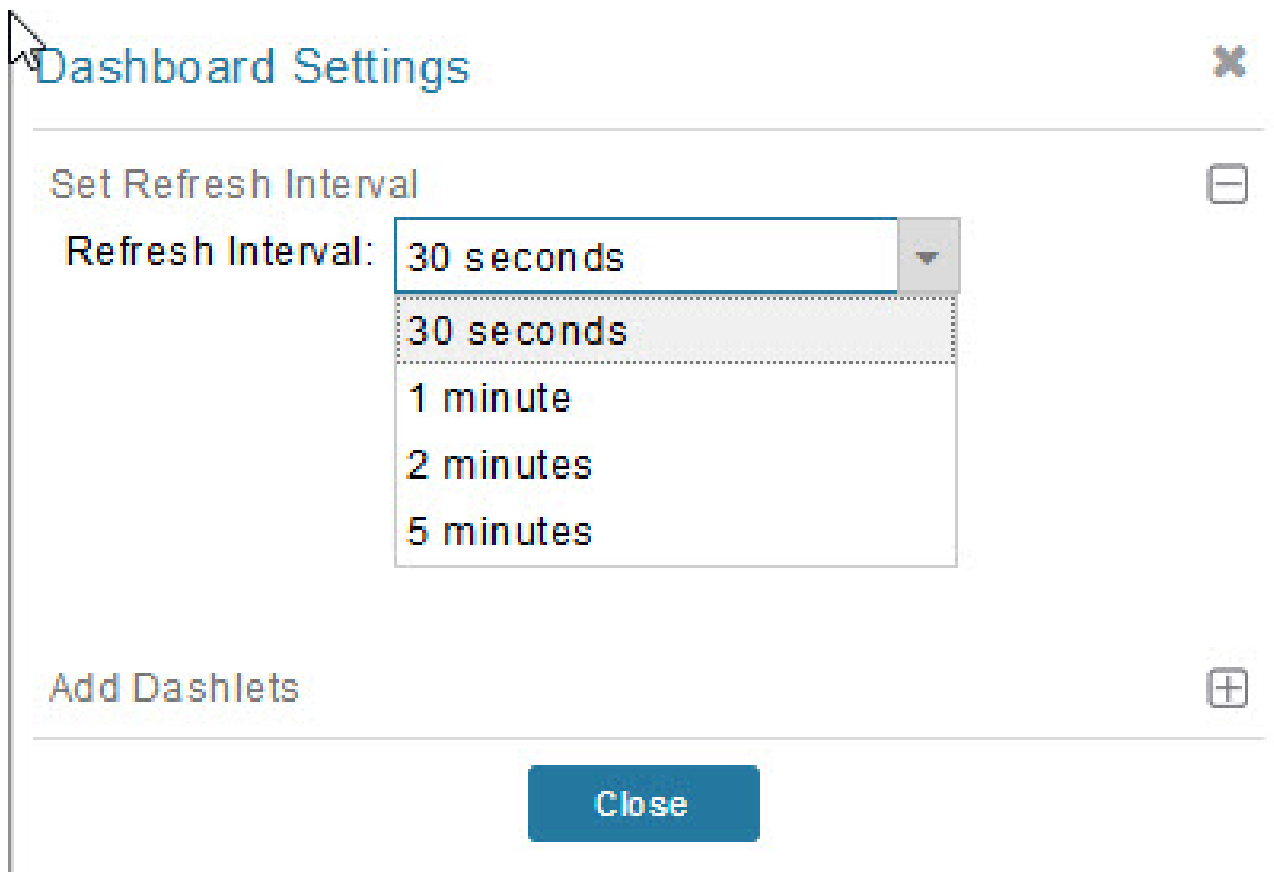 Dashboard Settings
Set Refresh Interval
Refresh Interval: 30 seconds
30 seconds
1 minute
2 minutes
5 minutes
Add Dashlets
Close